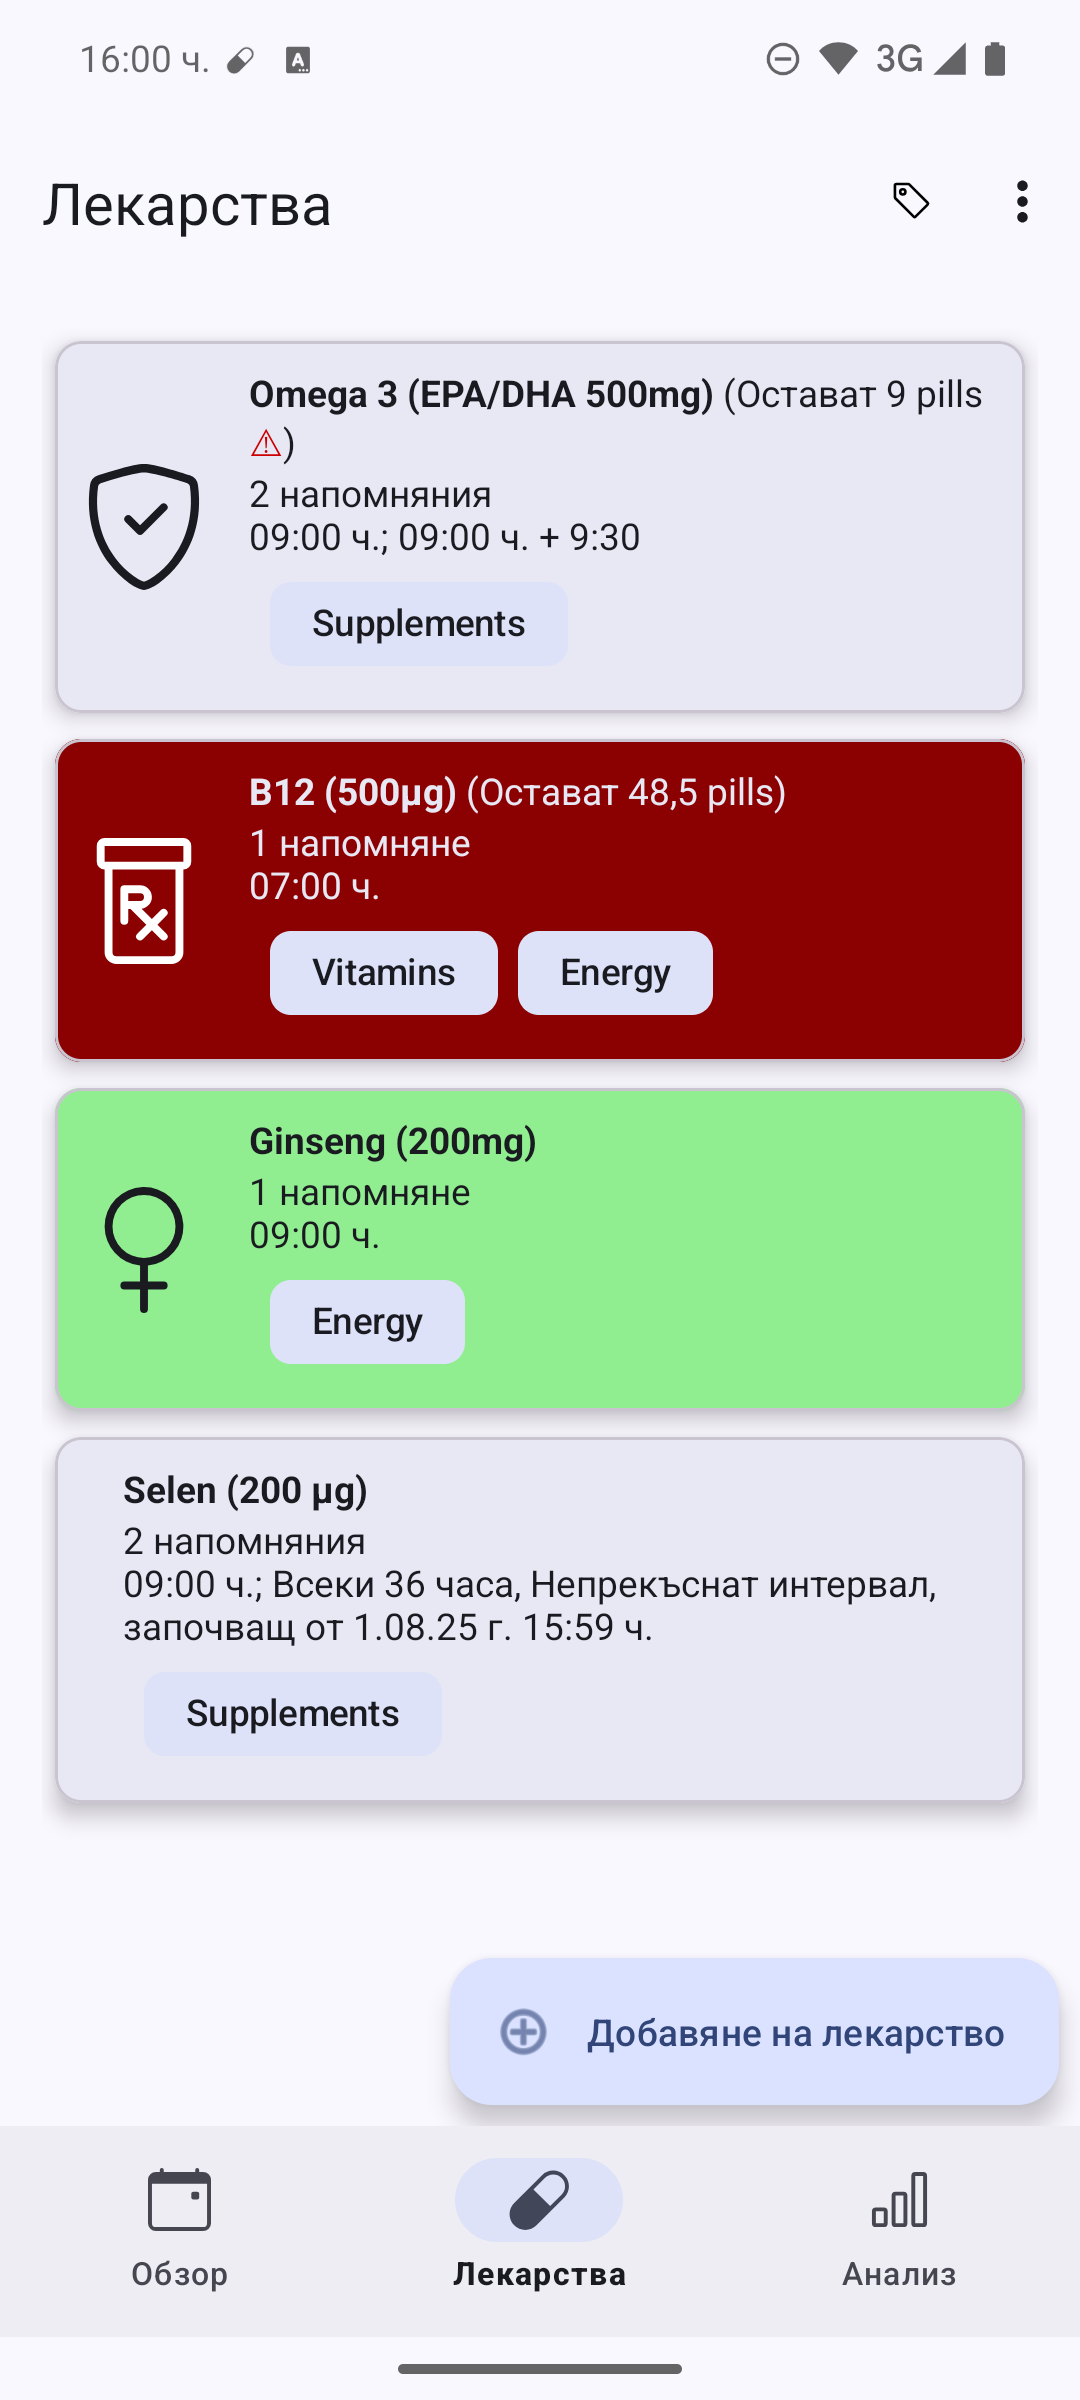 16:00 ч.
3G
Лекарства
Omega 3 (EPA/DHA 500mg) (Остават 9 pills
⚠)
2 напомняния
09:00 ч.; 09:00 ч. + 9:30
Supplements
B12 (500µg) (Остават 48,5 pills)
1 напомняне
07:00 ч.
Vitamins
Energy
Ginseng (200mg)
1 напомняне
09:00 ч.
Energy
Selen (200 µg)
2 напомняния
09:00 ч.; Всеки 36 часа, Непрекъснат интервал,
започващ от 1.08.25 г. 15:59 ч.
Supplements
Добавяне на лекарство
Обзор
Лекарства
Анализ